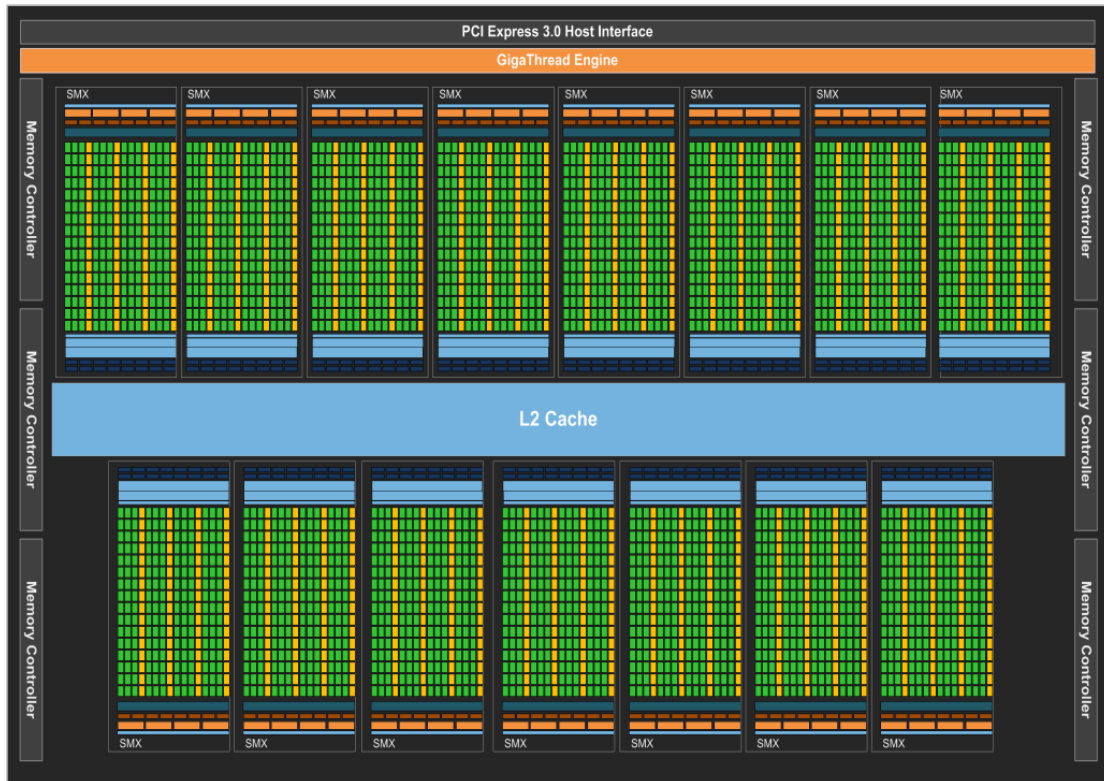 PCI Express 3.0 Host Interface
GigaThread Engine
SMX
SMX
SMX
SMX
SMX
SMX
SMX
SMX
Memory Controller
Memory Controller
Memory Controller
Memory Controller
L2 Cache
Memory Controller
Memory Controller
SMX
SMX
SMX
SMX
SMX
SMX
SMX